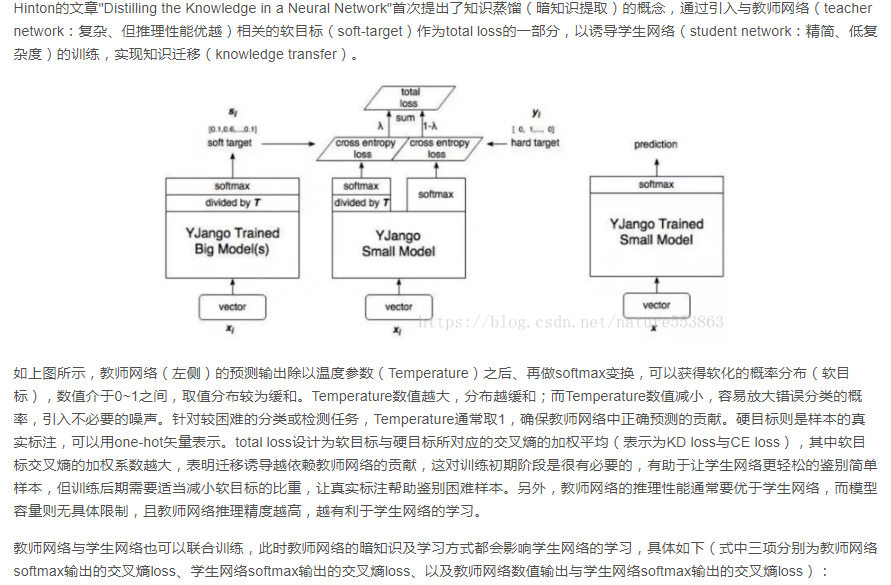 Hinton的文章"Distilling the Knowledge in a Neural Network"首次提出了知识蒸馏（暗知识提取）的概念，通过引入与教师网络（teacher
network：复杂、但推理性能优越）相关的软目标（soft-target）作为total loss的一部分，以诱导学生网络（student network：精简、低复
杂度）的训练，实现知识迁移（knowledge transfer）。
total
loss
sum
λ
1-λ
si
[0.1,0.6,...,0.1]
soft target
cross entropy
loss
cross entropy
loss
yi
[ 0, 1,..., 0]
hard target
softmax
divided by T
YJango Trained
Big Model(s)
vector
xi
softmax
divided by T
softmax
YJango
Small Model
vector
xi
prediction
softmax
YJango Trained
Small Model
vector
x
https://blog.csdn.net/nature553863
如上图所示，教师网络（左侧）的预测输出除以温度参数（Temperature）之后、再做softmax变换，可以获得软化的概率分布（软目
标），数值介于0~1之间，取值分布较为缓和。Temperature数值越大，分布越缓和；而Temperature数值减小，容易放大错误分类的概
率，引入不必要的噪声。针对较困难的分类或检测任务，Temperature通常取1，确保教师网络中正确预测的贡献。硬目标则是样本的真
实标注，可以用one-hot矢量表示。total loss设计为软目标与硬目标所对应的交叉熵的加权平均（表示为KD loss与CE loss），其中软目
标交叉熵的加权系数越大，表明迁移诱导越依赖教师网络的贡献，这对训练初期阶段是很有必要的，有助于让学生网络更轻松的鉴别简单
样本，但训练后期需要适当减小软目标的比重，让真实标注帮助鉴别困难样本。另外，教师网络的推理性能通常要优于学生网络，而模型
容量则无具体限制，且教师网络推理精度越高，越有利于学生网络的学习。
教师网络与学生网络也可以联合训练，此时教师网络的暗知识及学习方式都会影响学生网络的学习，具体如下（式中三项分别为教师网络
softmax输出的交叉熵loss、学生网络softmax输出的交叉熵loss、以及教师网络数值输出与学生网络softmax输出的交叉熵loss）：